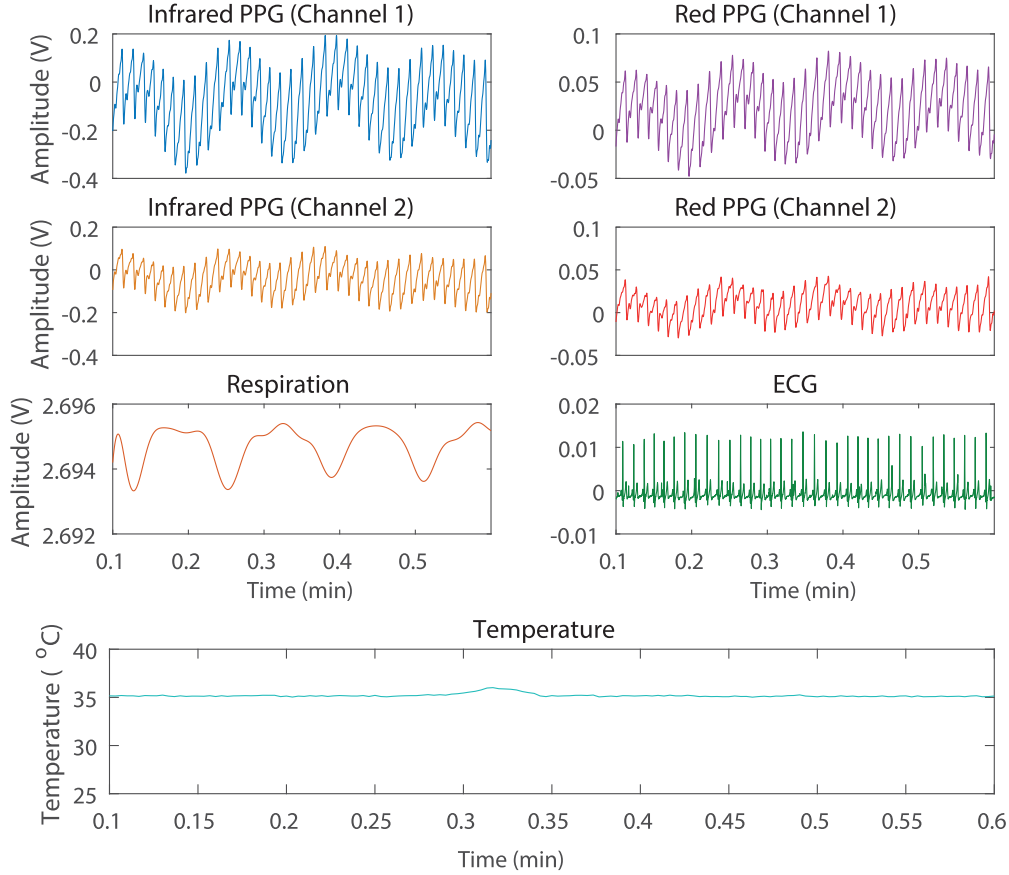 Infrared PPG (Channel 1)
Red PPG (Channel 1)
Amplitude (V)
0.2
0
-0.2
-0.4
0.1
0.05
0
-0.05
Infrared PPG (Channel 2)
Red PPG (Channel 2)
Amplitude (V)
0.2
0
-0.2
-0.4
0.1
0.05
0
-0.05
Respiration
ECG
Amplitude (V)
2.696
2.694
2.692
0.02
0.01
0
-0.01
0.1 0.2 0.3 0.4 0.5
0.1 0.2 0.3 0.4 0.5
Time (min)
Time (min)
Temperature
Temperature ( °C)
40
35
30
25
0.1 0.15 0.2 0.25 0.3 0.35 0.4 0.45 0.5 0.55 0.6
Time (min)